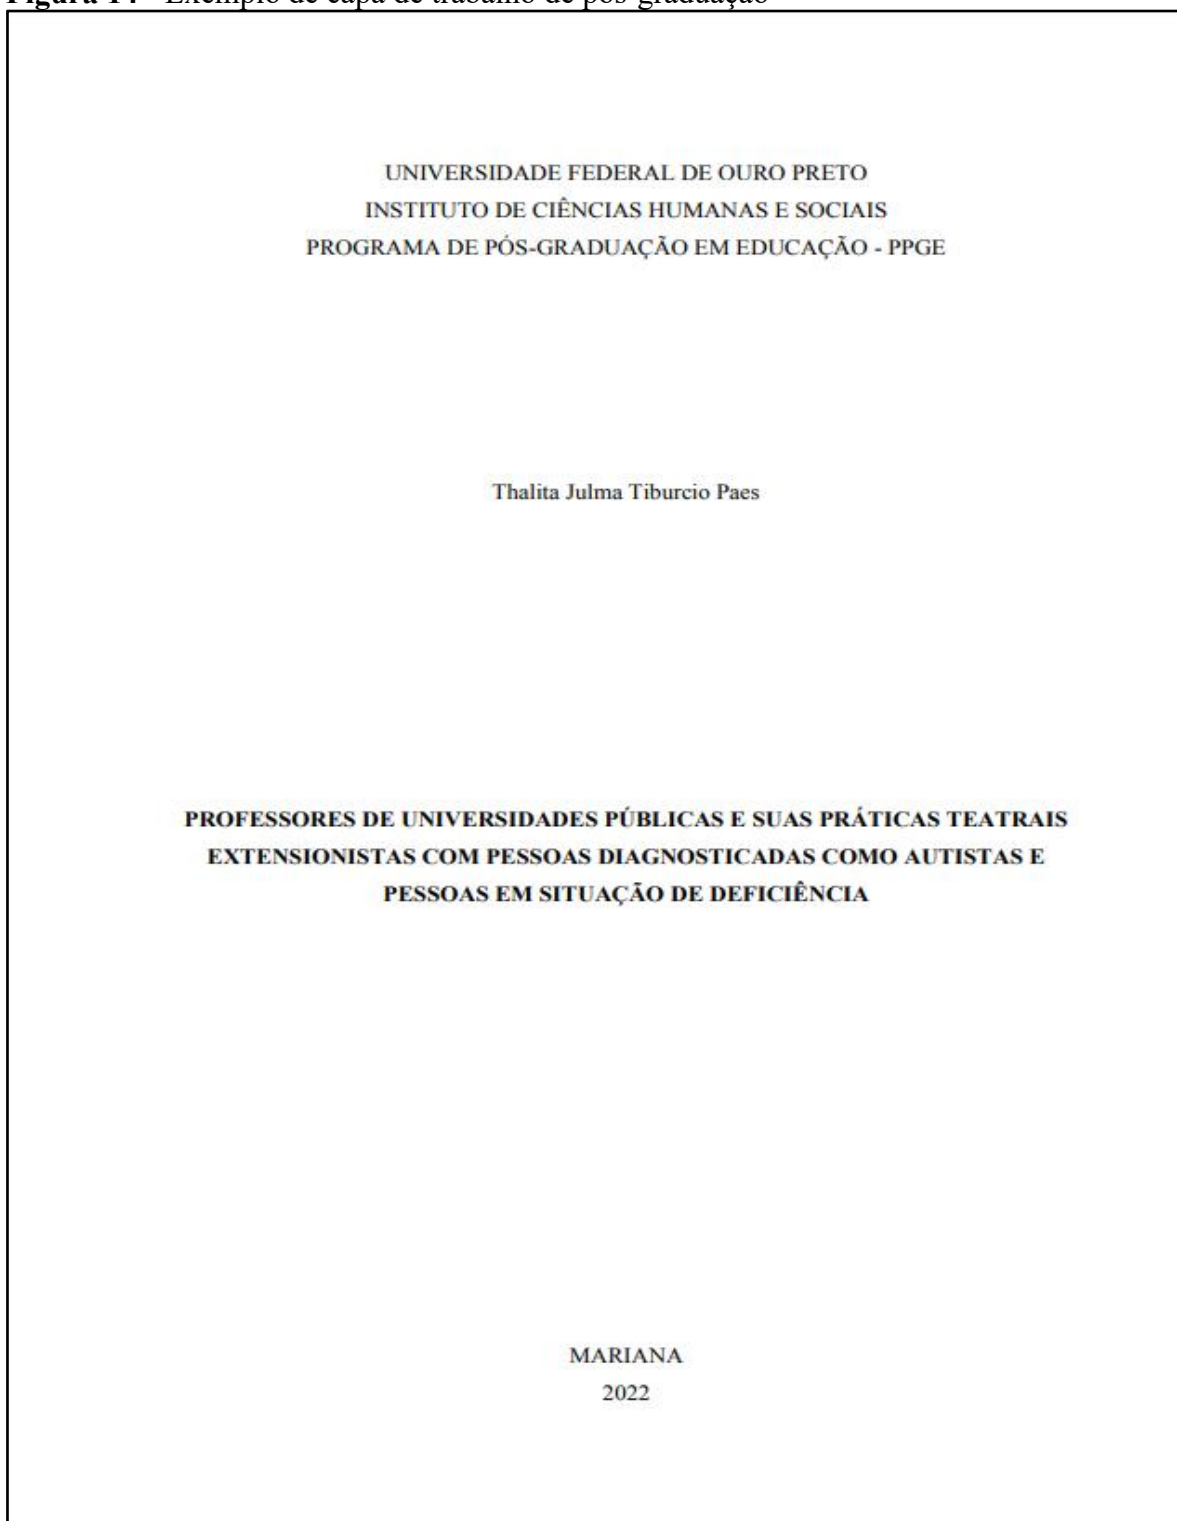 Figura 14 - Exemplo de capa de trabalho de pós-graduação
UNIVERSIDADE FEDERAL DE OURO PRETO
INSTITUTO DE CIÊNCIAS HUMANAS E SOCIAIS
PROGRAMA DE PÓS-GRADUAÇÃO EM EDUCAÇÃO - PPGE
Thalita Julma Tiburcio Paes
PROFESSORES DE UNIVERSIDADES PÚBLICAS E SUAS PRÁTICAS TEATRAIS
EXTENSIONISTAS COM PESSOAS DIAGNOSTICADAS COMO AUTISTAS E
PESSOAS EM SITUAÇÃO DE DEFICIÊNCIA
MARIANA
2022